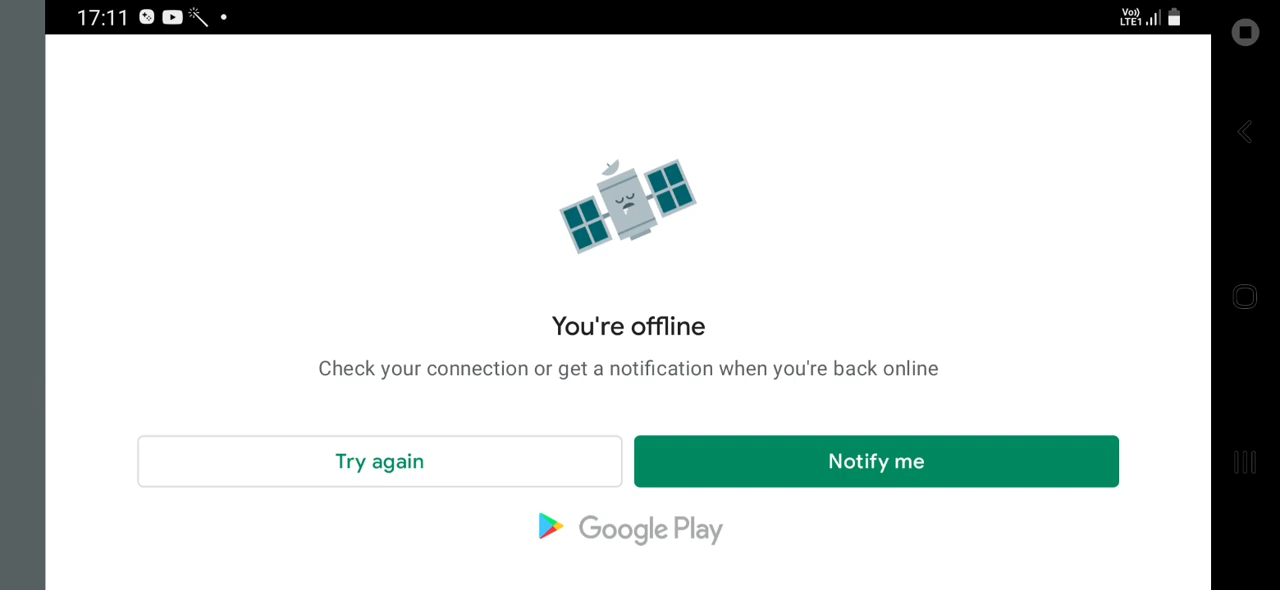 17:11
Vo)) LTE1
You're offline
Check your connection or get a notification when you're back online
Try again
Notify me
Google Play